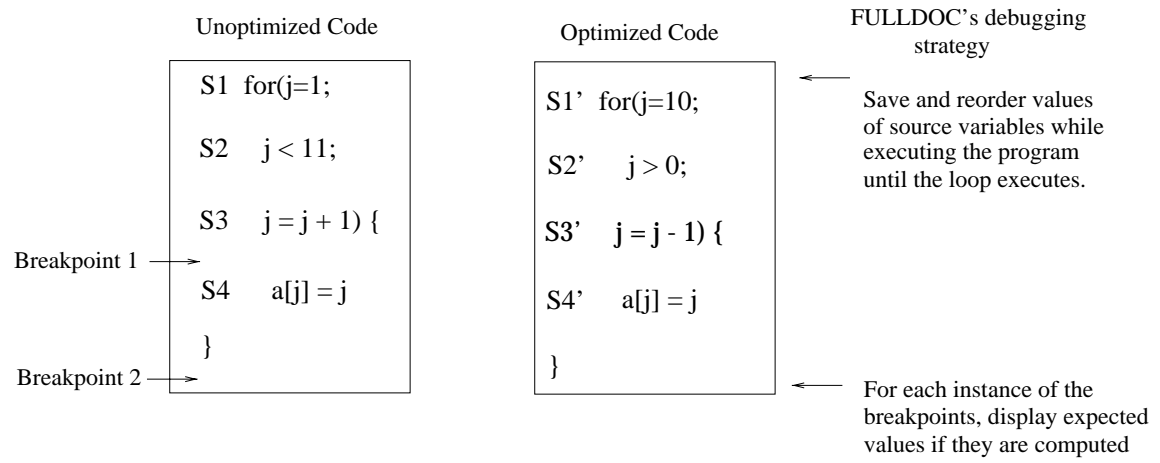 Unoptimized Code
S1 for(j=1;
S2 j < 11;
S3 j = j + 1) {
Breakpoint 1
S4 a[j] = j
}
Breakpoint 2
Optimized Code
S1’ for(j=10;
S2’ j > 0;
S3’ j = j - 1) {
S4’ a[j] = j
}
FULLDOC’s debugging
strategy
Save and reorder values
of source variables while
executing the program
until the loop executes.
For each instance of the
breakpoints, display expected
values if they are computed